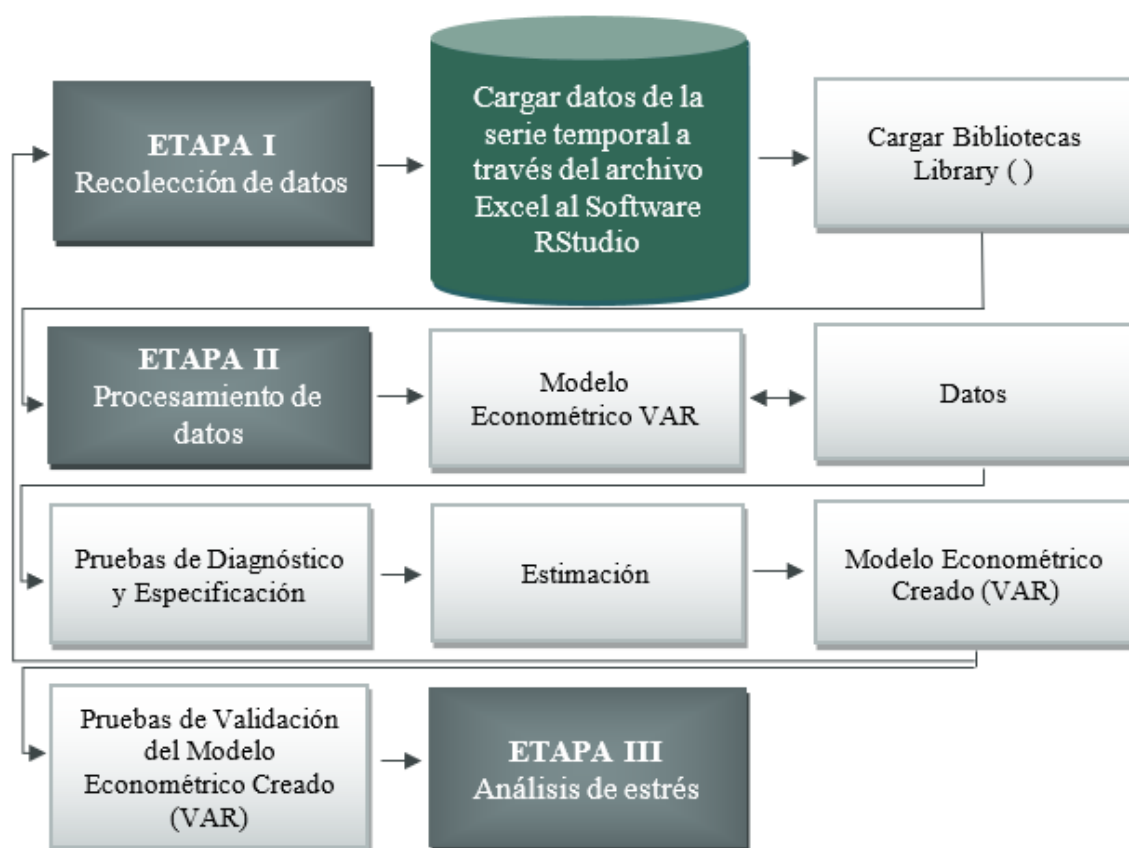 ETAPA I
Recolección de datos
Cargar datos de la
serie temporal a
través del archivo
Excel al Software
RStudio
Cargar Bibliotecas
Library ( )
ETAPA II
Procesamiento de
datos
Modelo
Econométrico VAR
Datos
Pruebas de Diagnóstico
y Especificación
Estimación
Modelo Econométrico
Creado (VAR)
Pruebas de Validación
del Modelo
Econométrico Creado
(VAR)
ETAPA III
Análisis de estrés